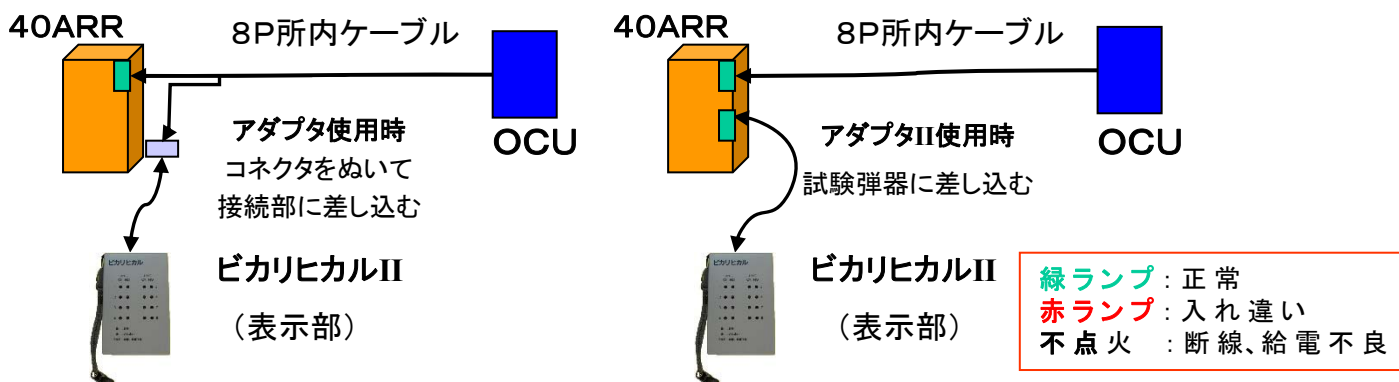 40ARR
8P所内ケーブル
OCU
アダプタ使用時
コネクタをぬいて
接続部に差し込む
ピカリヒカルII
(表示部)
40ARR
8P所内ケーブル
OCU
アダプタII使用時
試験弾器に差し込む
ピカリヒカルII
(表示部)
緑ランプ:正常
赤ランプ:入れ違い
不点火 :断線、給電不良